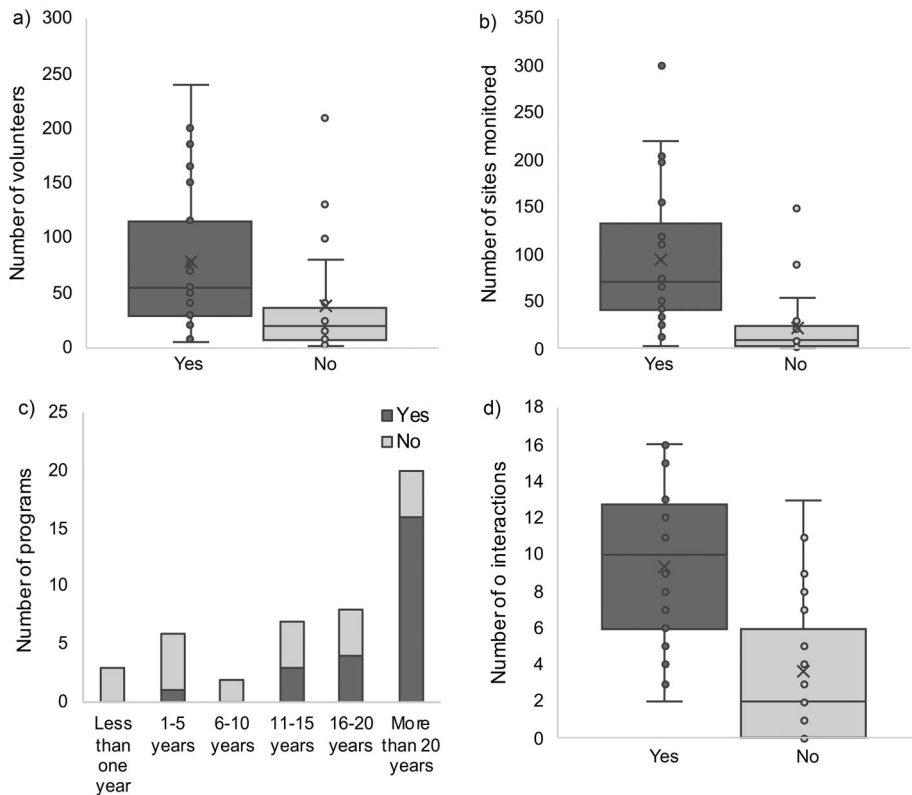 a)
Number of volunteers
300
250
200
150
100
50
0
Yes
No
b)
Number of sites monitored
350
300
250
200
150
100
50
0
Yes
No
c)
Number of programs
25
20
15
10
5
0
Yes
No
Less than one year
1-5 years
6-10 years
11-15 years
16-20 years
More than 20 years
d)
Number of o interactions
18
16
14
12
10
8
6
4
2
0
Yes
No